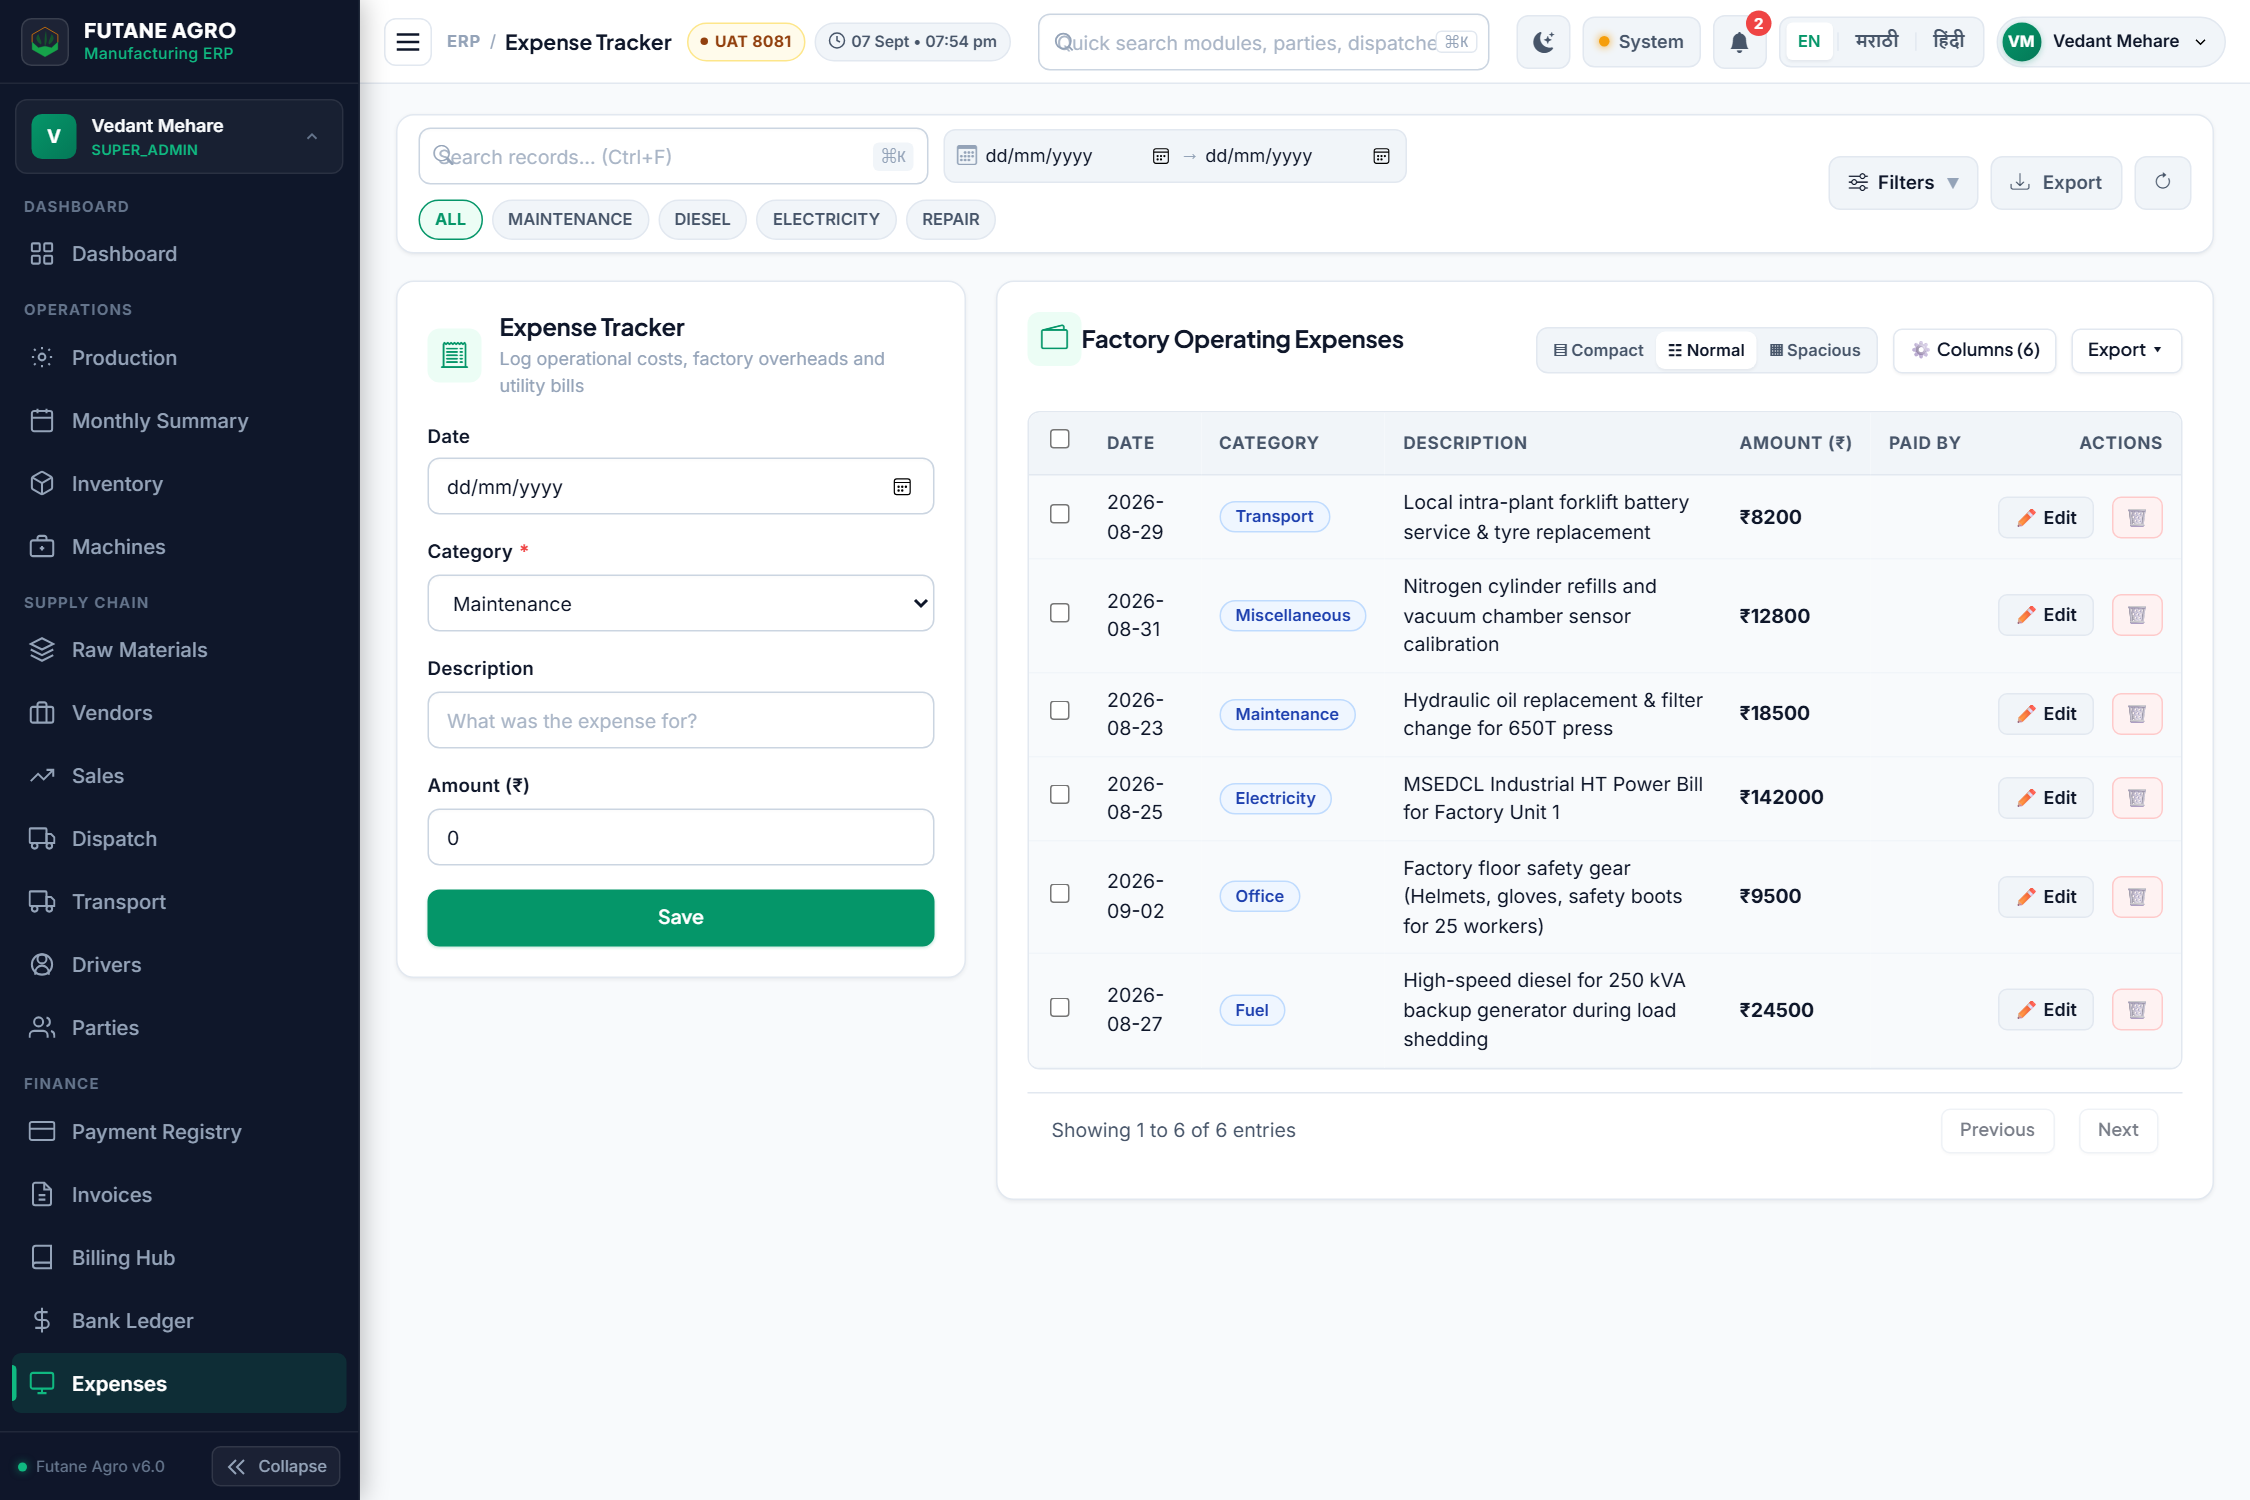 FUTANE AGRO
Manufacturing ERP
V
Vedant Mehare
SUPER_ADMIN
DASHBOARD
Dashboard
OPERATIONS
Production
Monthly Summary
Inventory
Machines
SUPPLY CHAIN
Raw Materials
Vendors
Sales
Dispatch
Transport
Drivers
Parties
FINANCE
Payment Registry
Invoices
Billing Hub
Bank Ledger
Expenses
Futane Agro v6.0
Collapse
ERP / Expense Tracker
UAT 8081
07 Sept • 07:54 pm
Quick search modules, parties, dispatche
⌘K
System
2
EN
मराठी
हिंदी
VM
Vedant Mehare
Search records... (Ctrl+F)
⌘K
dd/mm/yyyy → dd/mm/yyyy
Filters ▼
Export
ALL
MAINTENANCE
DIESEL
ELECTRICITY
REPAIR
Expense Tracker
Log operational costs, factory overheads and
utility bills
Date
dd/mm/yyyy
Category *
Maintenance
Description
What was the expense for?
Amount (₹)
0
Save
Factory Operating Expenses
Compact
Normal
Spacious
Columns (6)
Export ▾
DATE CATEGORY DESCRIPTION AMOUNT (₹) PAID BY ACTIONS
2026-
08-29
Transport
Local intra-plant forklift battery
service & tyre replacement
₹8200
Edit
2026-
08-31
Miscellaneous
Nitrogen cylinder refills and
vacuum chamber sensor
calibration
₹12800
Edit
2026-
08-23
Maintenance
Hydraulic oil replacement & filter
change for 650T press
₹18500
Edit
2026-
08-25
Electricity
MSEDCL Industrial HT Power Bill
for Factory Unit 1
₹142000
Edit
2026-
09-02
Office
Factory floor safety gear
(Helmets, gloves, safety boots
for 25 workers)
₹9500
Edit
2026-
08-27
Fuel
High-speed diesel for 250 kVA
backup generator during load
shedding
₹24500
Edit
Showing 1 to 6 of 6 entries
Previous
Next